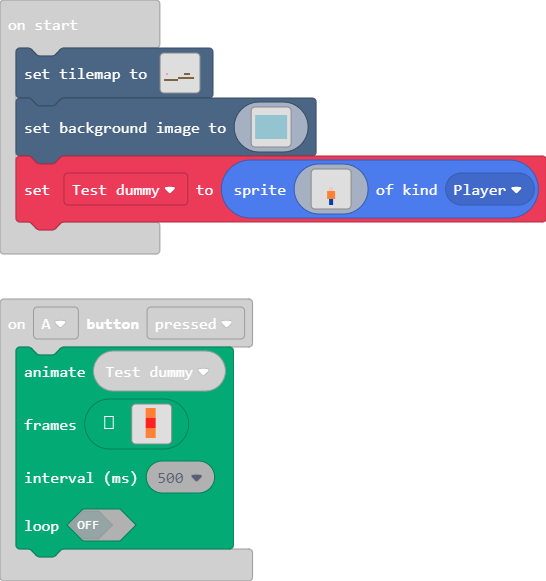 on start
set tilemap to
set background image to
set Test dummy to sprite of kind Player
on A button pressed
animate Test dummy
frames
interval (ms) 500
loop OFF